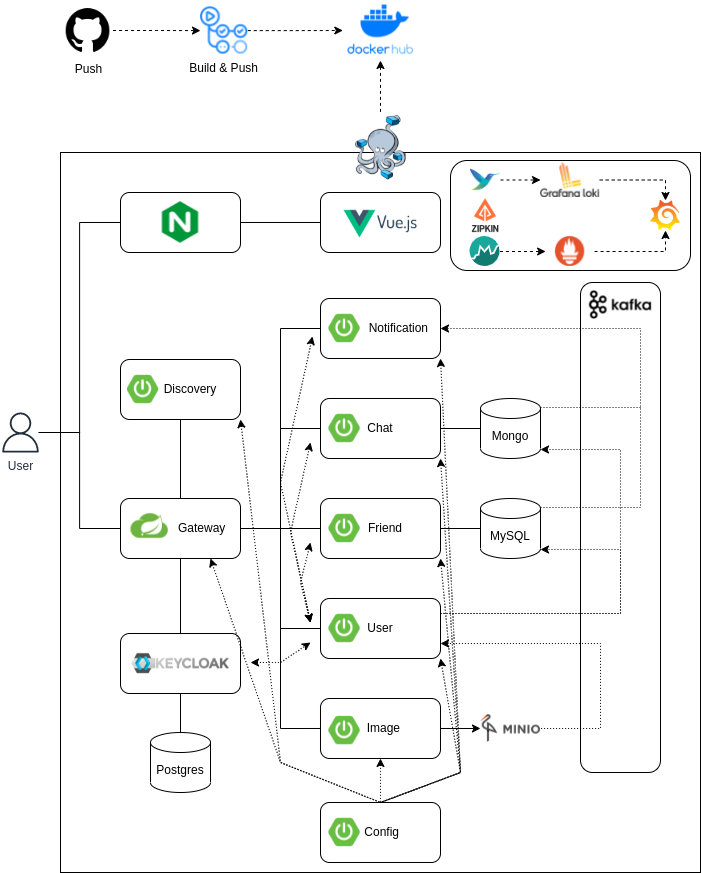 Push
Build & Push
docker hub
Vue.js
Grafana loki
ZIPKIN
kafka
Notification
Discovery
Chat
Mongo
User
Gateway
Friend
MySQL
User
KEYCLOAK
Image
MINIO
Postgres
Config